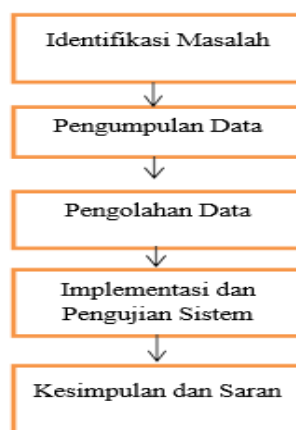 Identifikasi Masalah
Pengumpulan Data
Pengolahan Data
Implementasi dan
Pengujian Sistem
Kesimpulan dan Saran